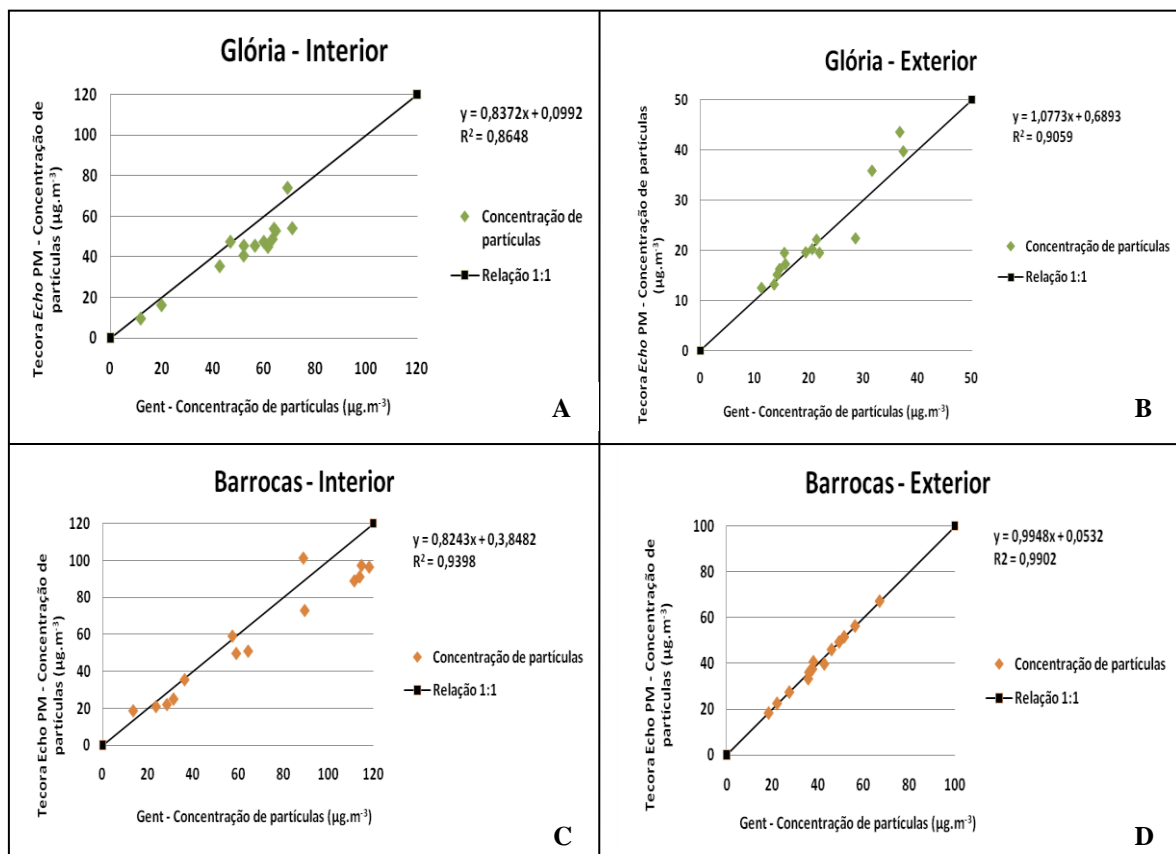 Glória - Interior
Tecora Echo PM - Concentração de
partículas (µg.m⁻³)
120
100
80
60
40
20
0
0 20 40 60 80 100 120
Gent - Concentração de partículas (µg.m⁻³)
y = 0,8372x + 0,0992
R² = 0,8648
Concentração de
partículas
Relação 1:1
A
Glória - Exterior
Tecora Echo PM - Concentração de partículas
(µg.m⁻³)
50
40
30
20
10
0
0 10 20 30 40 50
Gent - Concentração de partículas (µg.m⁻³)
y = 1,0773x + 0,6893
R² = 0,9059
Concentração de partículas
Relação 1:1
B
Barrocas - Interior
Tecora Echo PM - Concentração de
partículas (µg.m⁻³)
120
100
80
60
40
20
0
0 20 40 60 80 100 120
Gent - Concentração de partículas (µg.m⁻³)
y = 0,8243x + 0,3,8482
R² = 0,9398
Concentração de partículas
Relação 1:1
C
Barrocas - Exterior
Tecora Echo PM - Concentração de
partículas (µg.m⁻³)
100
80
60
40
20
0
0 20 40 60 80 100
Gent - Concentração de partículas (µg.m⁻³)
y = 0,9948x + 0,0532
R2 = 0,9902
Concentração de partículas
Relação 1:1
D